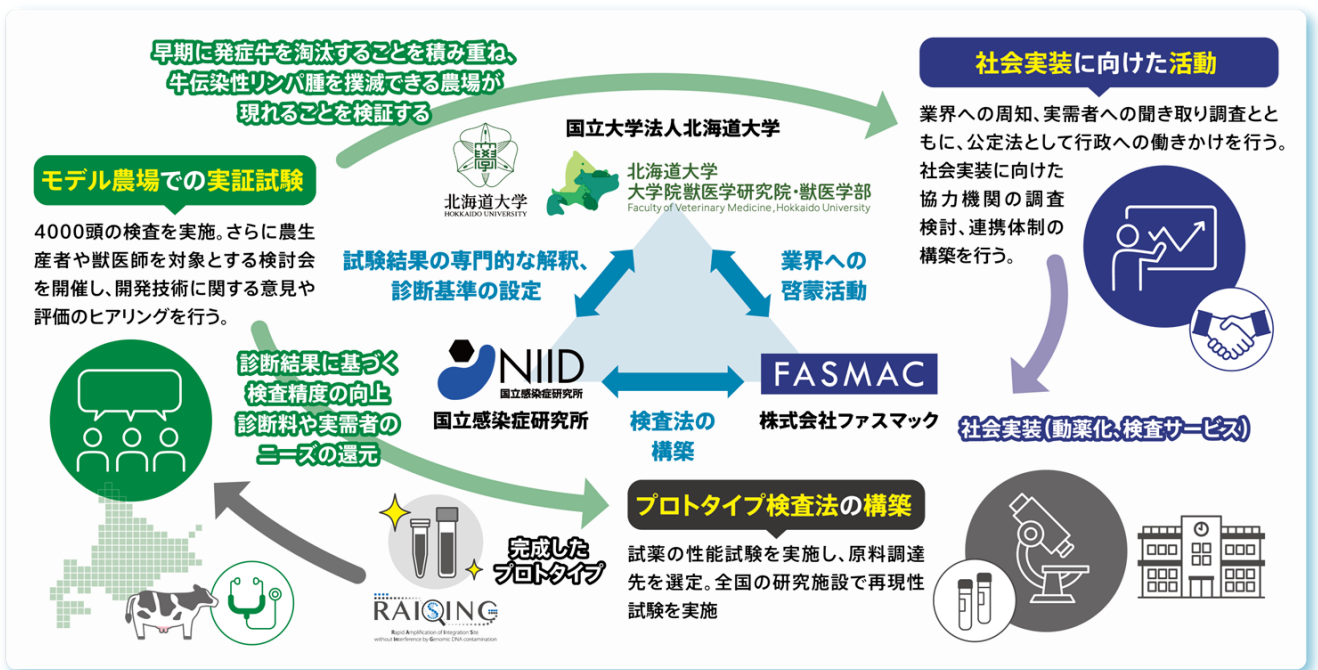 早期に発症牛を淘汰することを積み重ね、
牛伝染性リンパ腫を撲滅できる農場が
現れることを検証する
モデル農場での実証試験
4000頭の検査を実施。さらに農生
産者や獣医師を対象とする検討会
を開催し、開発技術に関する意見や
評価のヒアリングを行う。
国立大学法人北海道大学
北海道大学
HOKKAIDO UNIVERSITY
北海道大学
大学院獣医学研究院・獣医学部
Faculty of Veterinary Medicine, Hokkaido University
社会実装に向けた活動
業界への周知、実需者への聞き取り調査とと
もに、公定法として行政への働きかけを行う。
社会実装に向けた
協力機関の調査
検討、連携体制の
構築を行う。
試験結果の専門的な解釈、
診断基準の設定
業界への
啓蒙活動
NIID
国立感染症研究所
国立感染症研究所
検査法の
構築
FASMAC
株式会社ファスマック
診断結果に基づく
検査精度の向上
診断料や実需者の
ニーズの還元
社会実装(動薬化、検査サービス)
完成した
プロトタイプ
RAISING
Rapid Amplification of Integration Site
without Interference by Genomic DNA contamination
プロトタイプ検査法の構築
試薬の性能試験を実施し、原料調達
先を選定。全国の研究施設で再現性
試験を実施